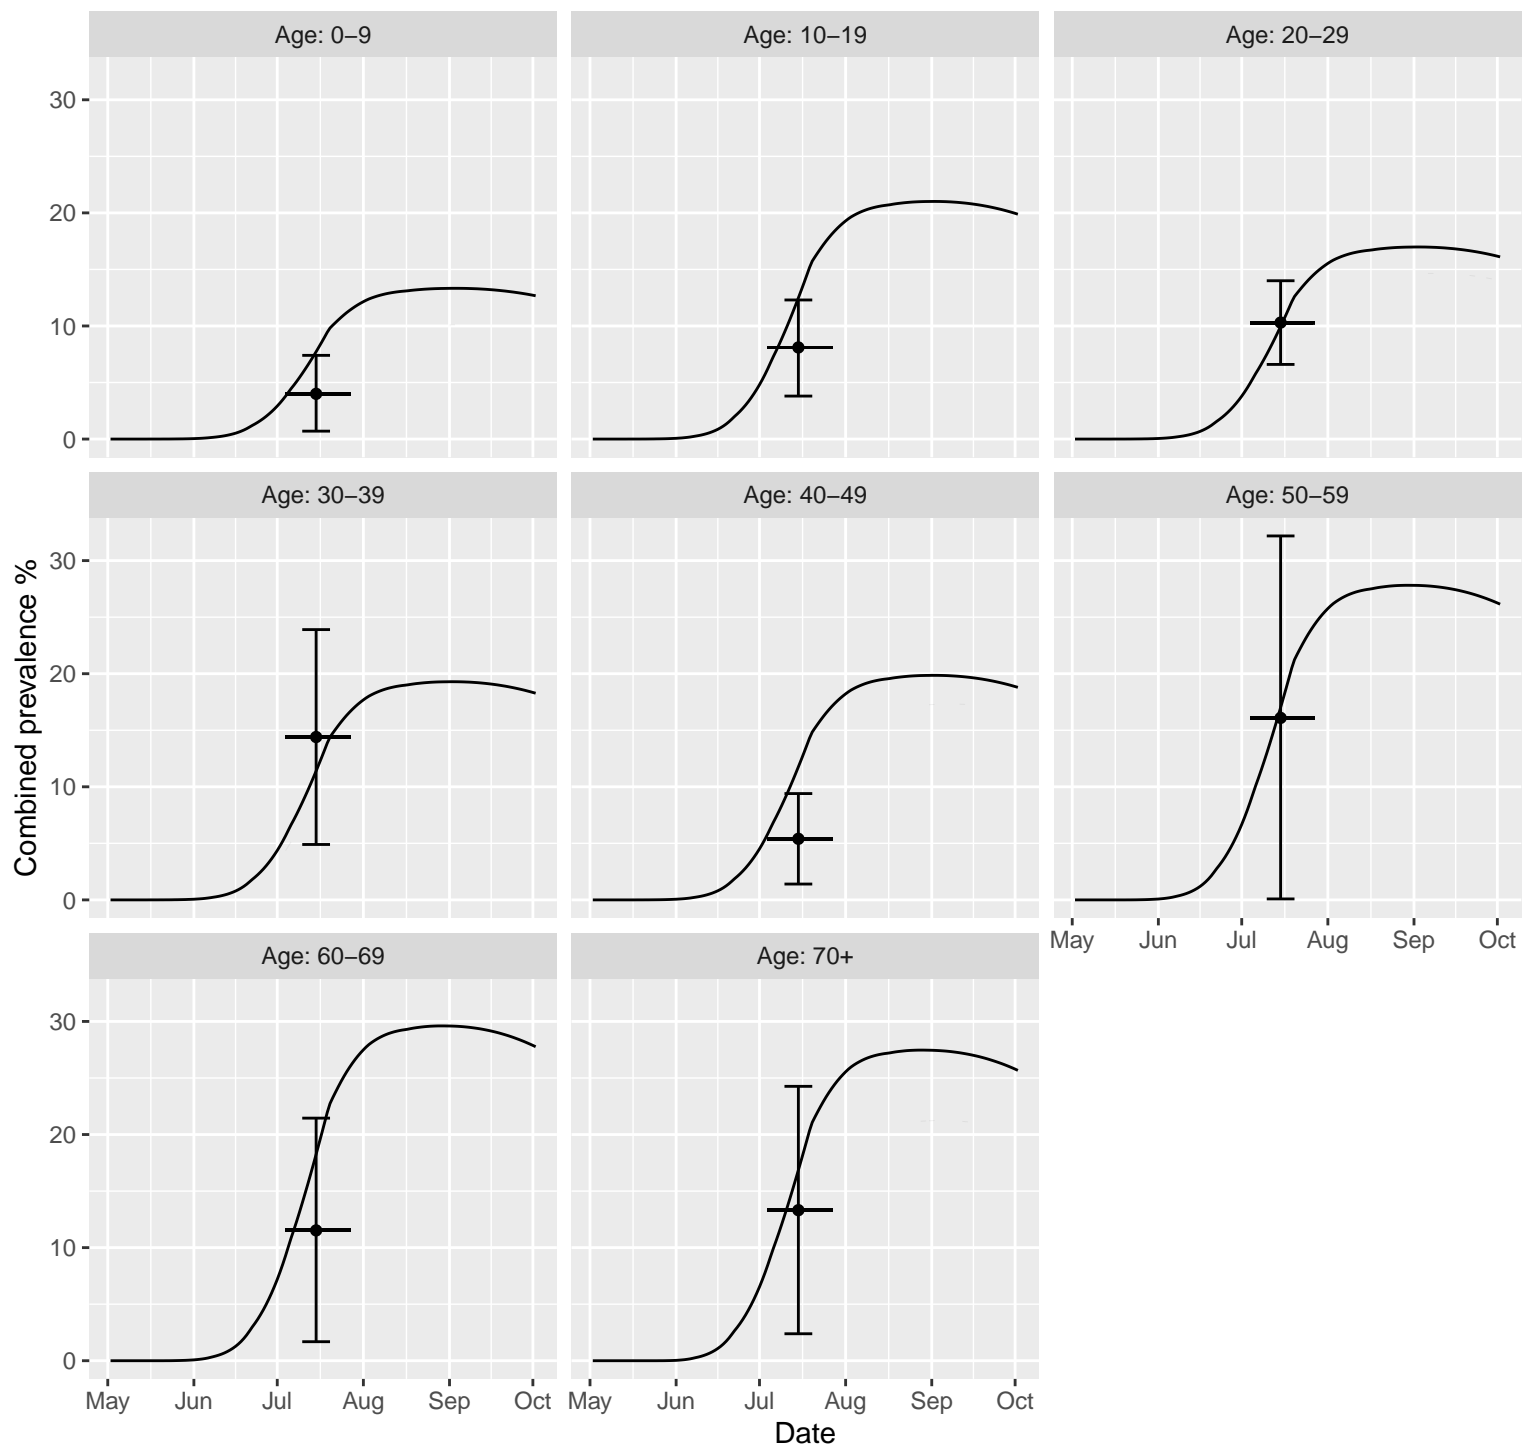 Age: 0–9
Age: 10–19
Age: 20–29
30
20
10
0
Age: 30–39
Age: 40–49
Age: 50–59
30
20
10
0
May Jun Jul Aug Sep Oct
Age: 60–69
Age: 70+
30
20
10
0
May Jun Jul Aug Sep Oct
May Jun Jul Aug Sep Oct
Date
Combined prevalence %